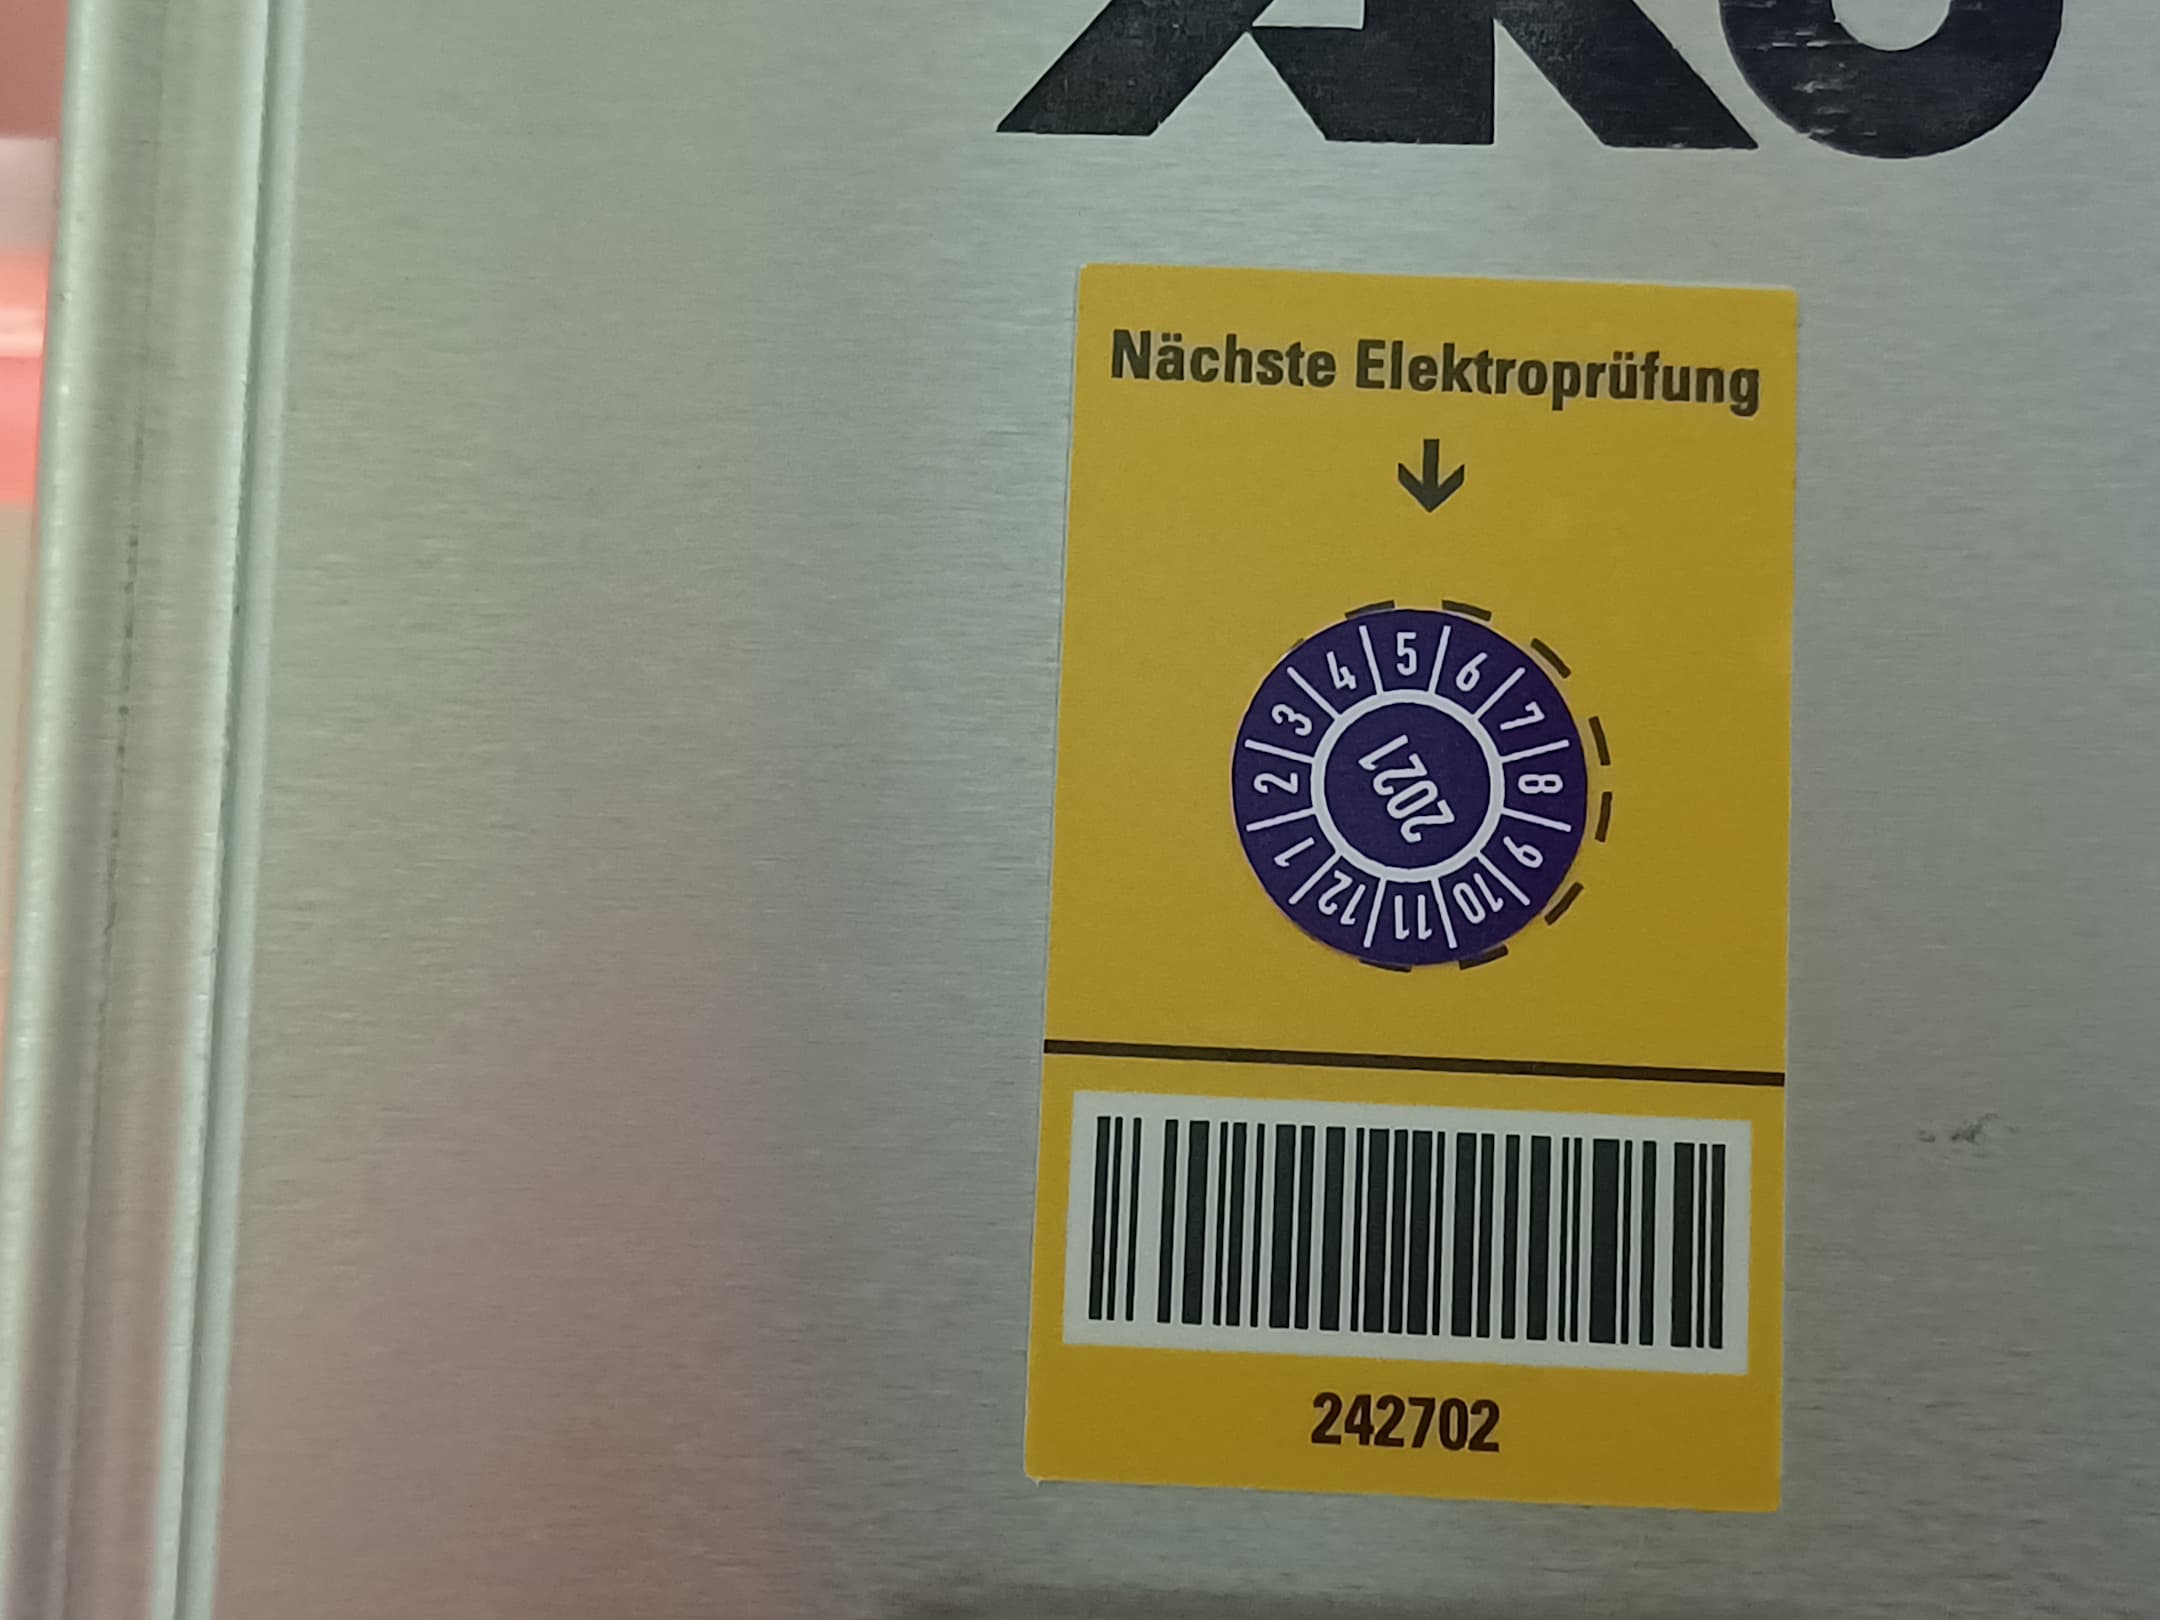 Nächste Elektroprüfung
↓
1 2 3 4 5 6 7 8 9 10 11 12
2021
242702